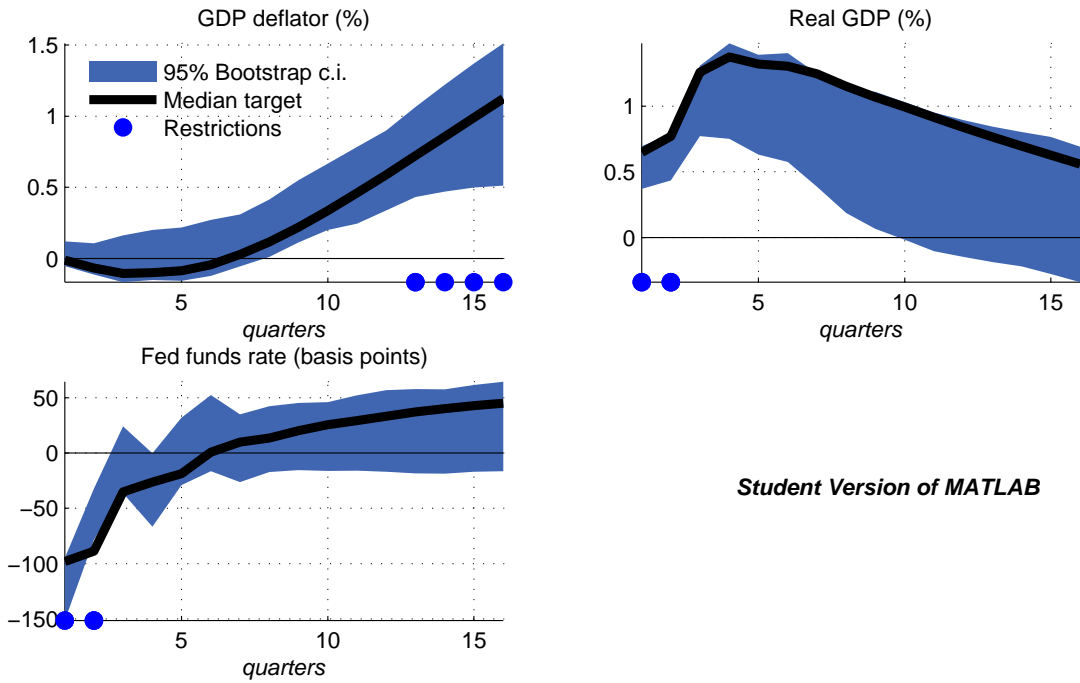 GDP deflator (%)
1.5
1
0.5
0
95% Bootstrap c.i.
Median target
Restrictions
5
10
15
quarters
Real GDP (%)
1
0.5
0
5
10
15
quarters
Fed funds rate (basis points)
50
0
−50
−100
−150
5
10
15
quarters
Student Version of MATLAB